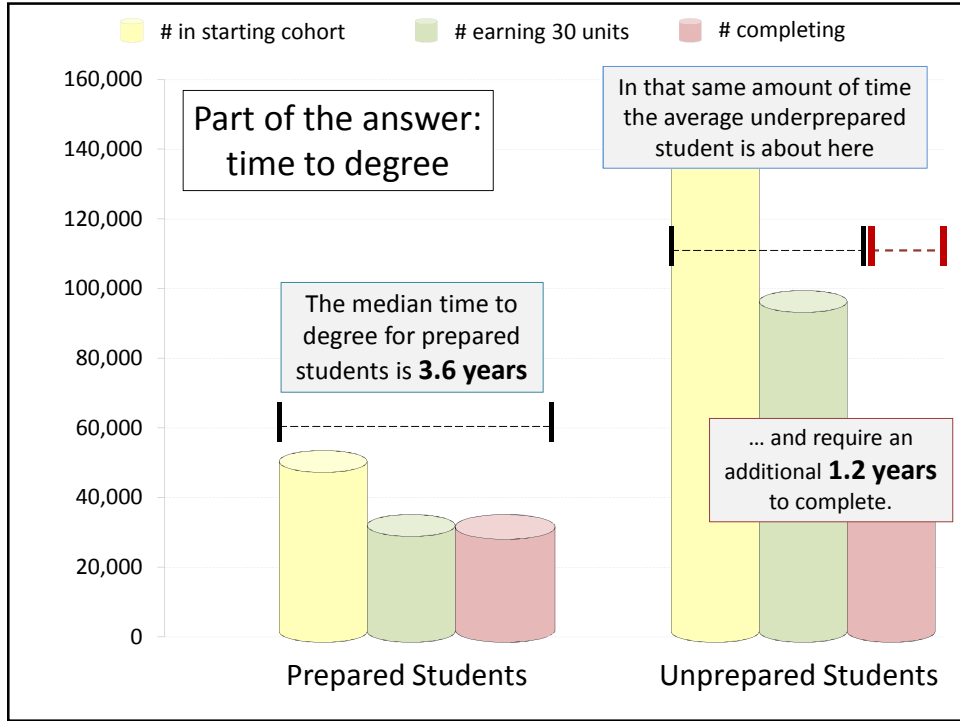 # in starting cohort # earning 30 units # completing
160,000
140,000
120,000
100,000
80,000
60,000
40,000
20,000
0
Part of the answer:
time to degree
In that same amount of time
the average underprepared
student is about here
The median time to
degree for prepared
students is 3.6 years
... and require an
additional 1.2 years
to complete.
Prepared Students Unprepared Students